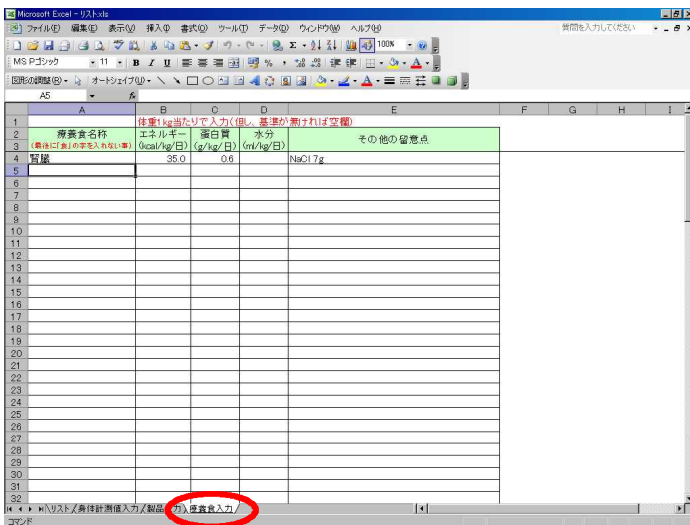 Microsoft Excel - リスト.xls
ファイル(F) 編集(E) 表示(V) 挿入(I) 書式(O) ツール(T) データ(D) ウィンドウ(W) ヘルプ(H) 質問を入力してください
100%
MS Pゴシック 11 B I U
図形の調整(R) オートシェイプ(U)
A5 fx
A B C D E F G H I
1 体重1kg当たりで入力(但し、基準が無ければ空欄)
2 療養食名称 エネルギー 蛋白質 水分 その他の留意点
3 (最後に「食」の字を入れない事) (kcal/kg/日) (g/kg/日) (ml/kg/日)
4 腎臓 35.0 0.6 NaCl 7g
5
6
7
8
9
10
11
12
13
14
15
16
17
18
19
20
21
22
23
24
25
26
27
28
29
30
31
32
リスト 身体計測値入力 療養食入力
コマンド